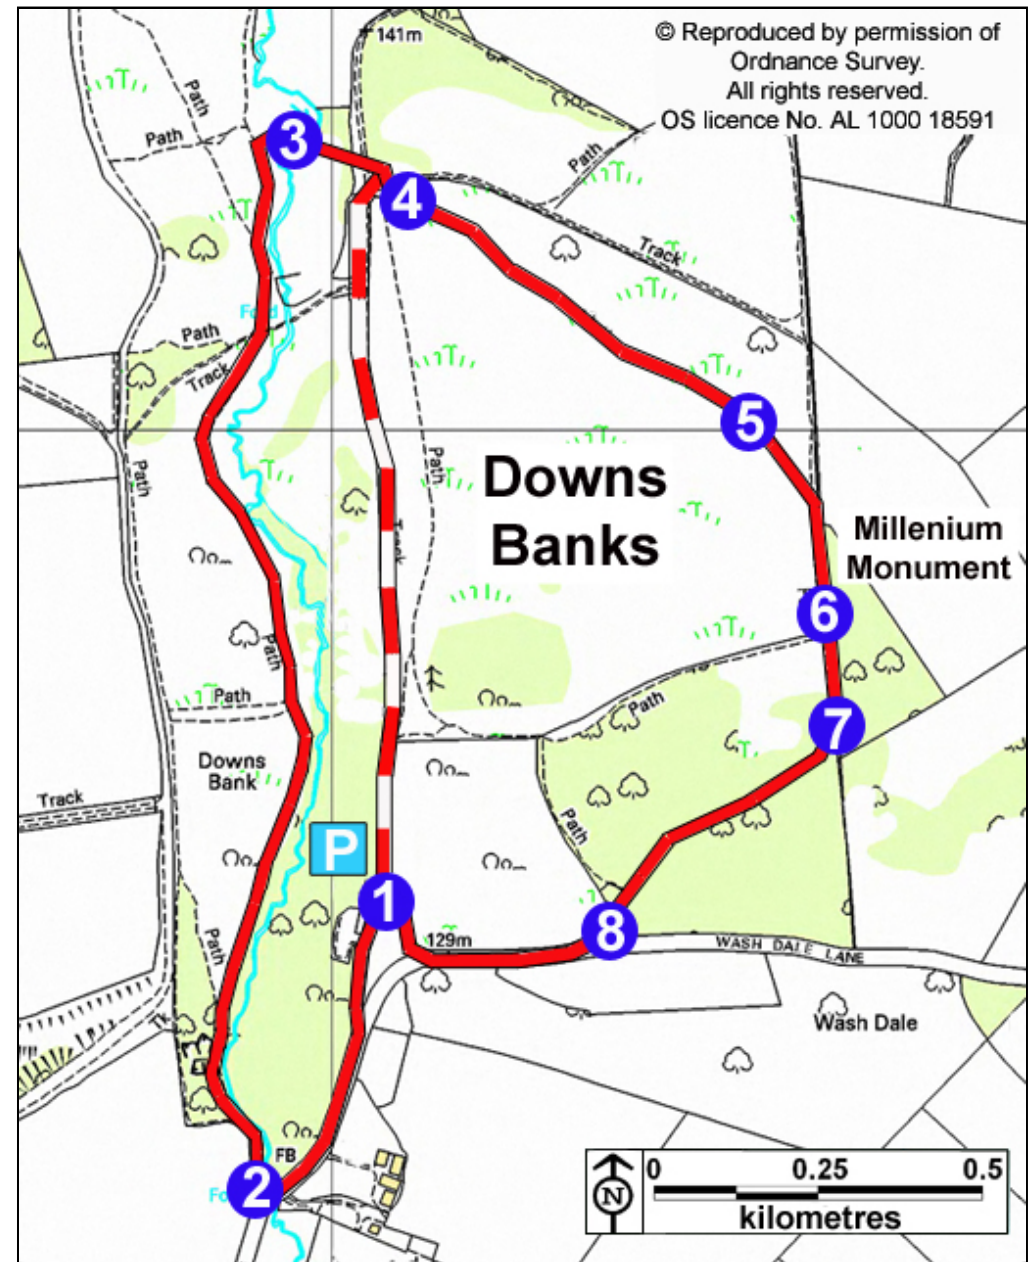 © Reproduced by permission of
Ordnance Survey.
All rights reserved.
OS licence No. AL 1000 18591
141m
Path
Path
3
Path
4
Track
Path
Track
5
Path
Path
Downs
Banks
Track
Millenium
Monument
6
Path
Path
Path
7
Downs
Bank
Track
Path
P
1
Path
8
129m
WASH DALE LANE
Wash Dale
Tk
FB
2
N
0 0.25 0.5
kilometres